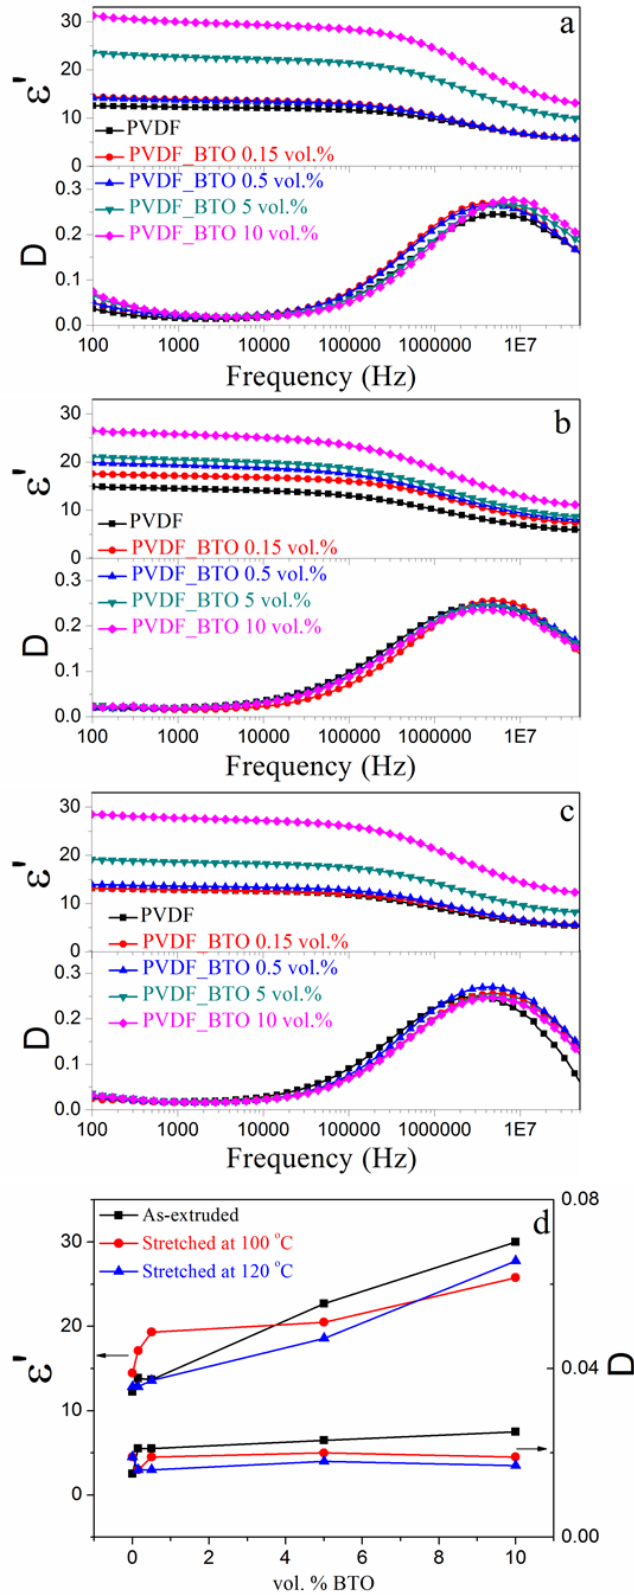 a
30
20
10
0
ε'
PVDF
PVDF_BTO 0.15 vol.%
PVDF_BTO 0.5 vol.%
PVDF_BTO 5 vol.%
PVDF_BTO 10 vol.%
0.3
0.2
0.1
0.0
D
100 1000 10000 100000 1000000 1E7
Frequency (Hz)
b
30
20
10
0
ε'
PVDF
PVDF_BTO 0.15 vol.%
PVDF_BTO 0.5 vol.%
PVDF_BTO 5 vol.%
PVDF_BTO 10 vol.%
0.3
0.2
0.1
0.0
D
100 1000 10000 100000 1000000 1E7
Frequency (Hz)
c
30
20
10
0
ε'
PVDF
PVDF_BTO 0.15 vol.%
PVDF_BTO 0.5 vol.%
PVDF_BTO 5 vol.%
PVDF_BTO 10 vol.%
0.3
0.2
0.1
0.0
D
100 1000 10000 100000 1000000 1E7
Frequency (Hz)
d
As-extruded
Stretched at 100 °C
Stretched at 120 °C
30
20
10
0
ε'
0.08
0.04
0.00
D
0 2 4 6 8 10
vol. % BTO